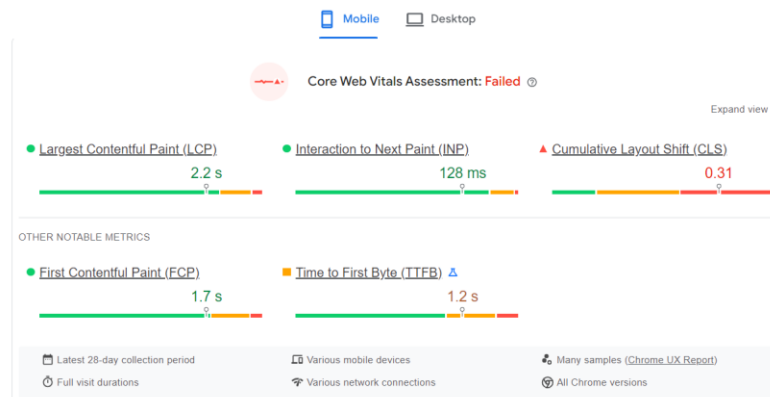 Mobile
Desktop
Core Web Vitals Assessment: Failed
Expand view
Largest Contentful Paint (LCP)
2.2 s
Interaction to Next Paint (INP)
128 ms
Cumulative Layout Shift (CLS)
0.31
OTHER NOTABLE METRICS
First Contentful Paint (FCP)
1.7 s
Time to First Byte (TTFB)
1.2 s
Latest 28-day collection period
Various mobile devices
Many samples (Chrome UX Report)
Full visit durations
Various network connections
All Chrome versions